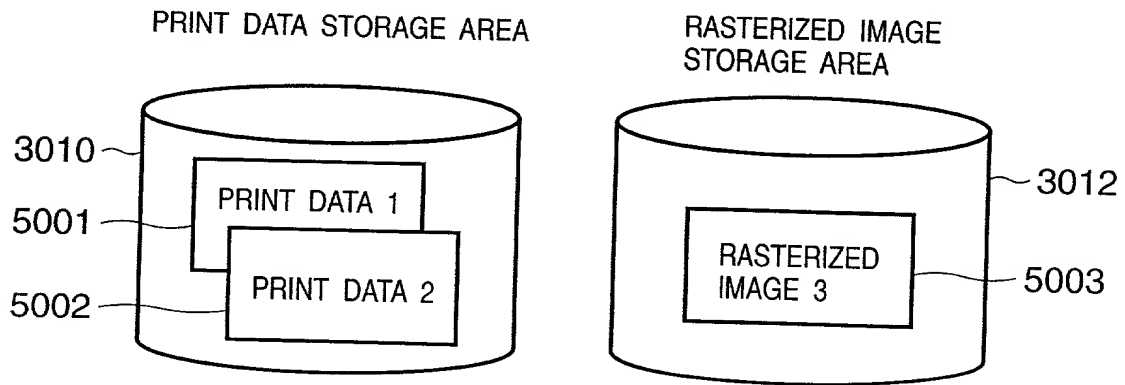 PRINT DATA STORAGE AREA
RASTERIZED IMAGE
STORAGE AREA
3010
PRINT DATA 1
5001
PRINT DATA 2
5002
3012
RASTERIZED
IMAGE 3
5003